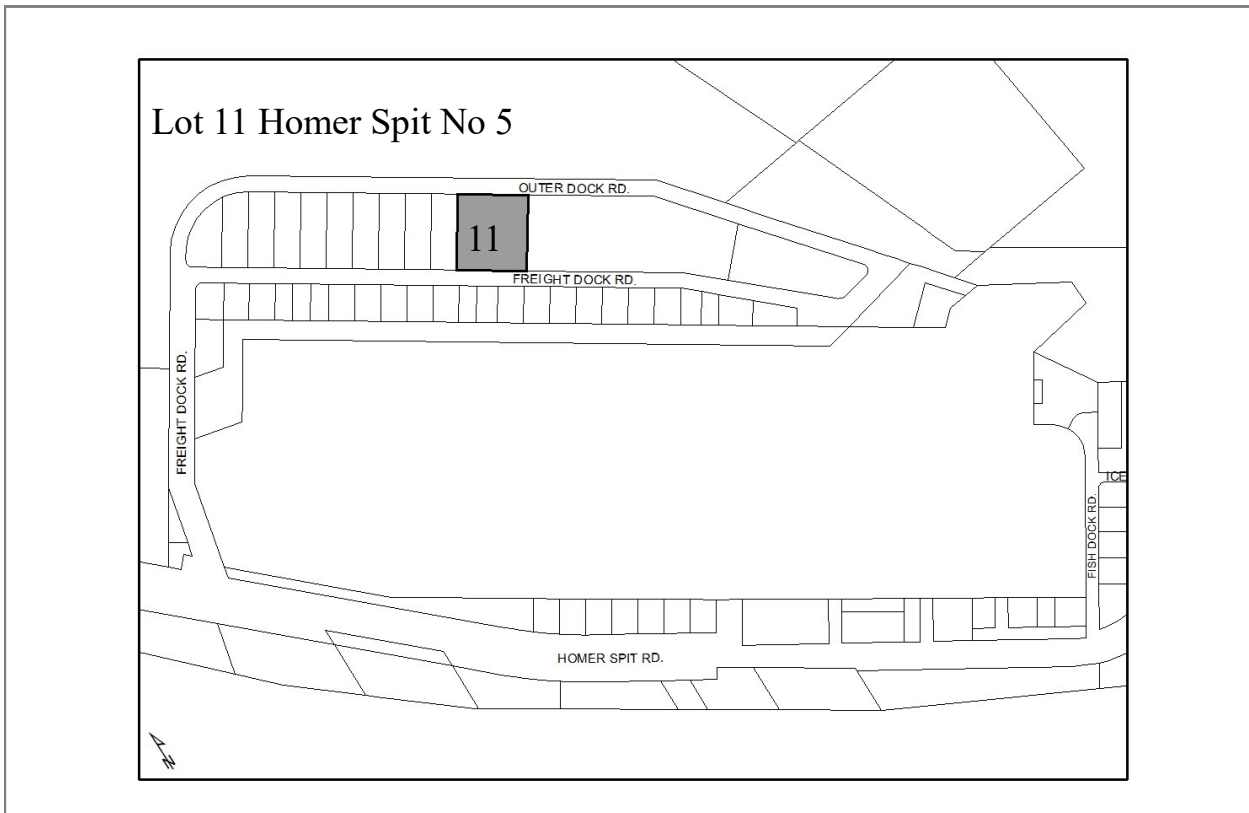 Lot 11 Homer Spit No 5
OUTER DOCK RD.
11
FREIGHT DOCK RD.
FREIGHT DOCK RD.
ICE
FISH DOCK RD.
HOMER SPIT RD.
N